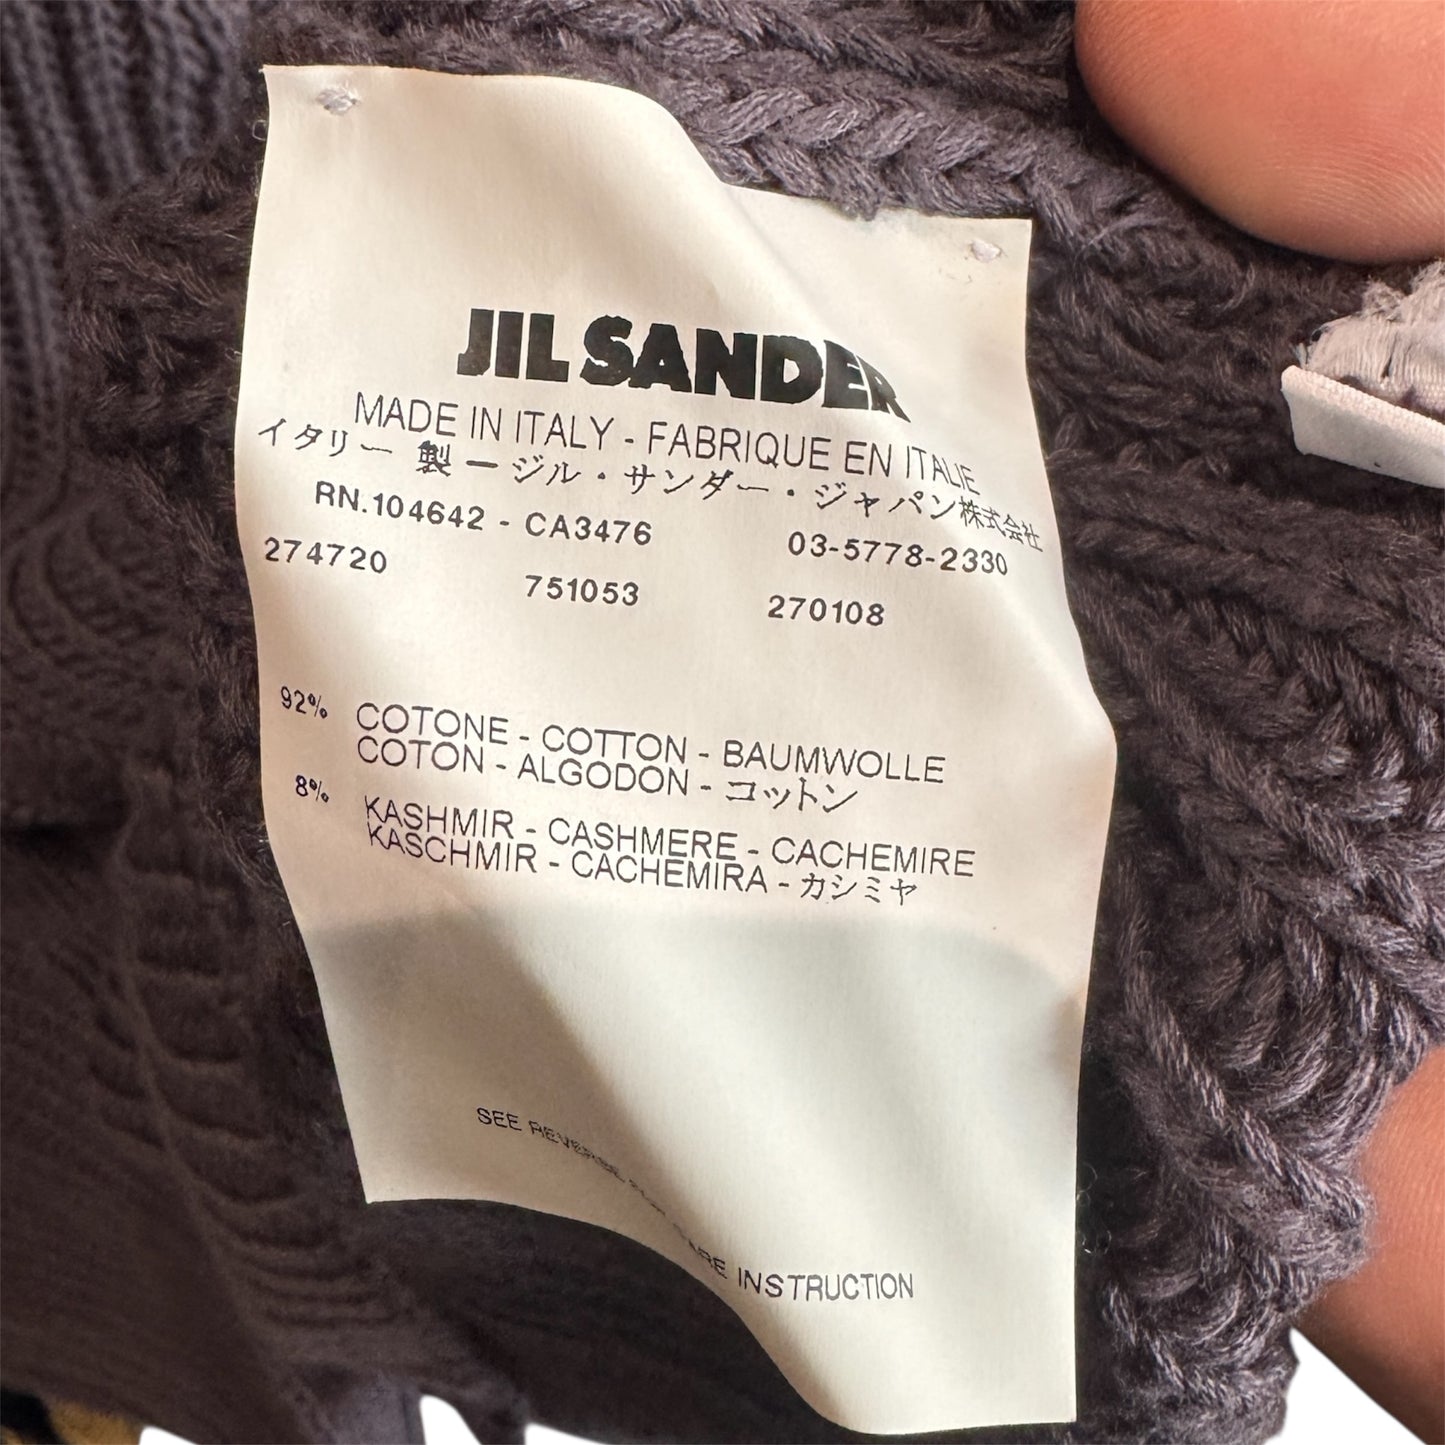 JIL SANDER
MADE IN ITALY - FABRIQUE EN ITALIE
イタリー 製 ー ジル・サンダー・ジャパン株式会社
RN.104642 - CA3476 03-5778-2330
274720 751053 270108
92% COTONE - COTTON - BAUMWOLLE
COTON - ALGODON - コットン
8% KASHMIR - CASHMERE - CACHEMIRE
KASCHMIR - CACHEMIRA - カシミヤ
SEE REVERSE FOR CARE INSTRUCTION